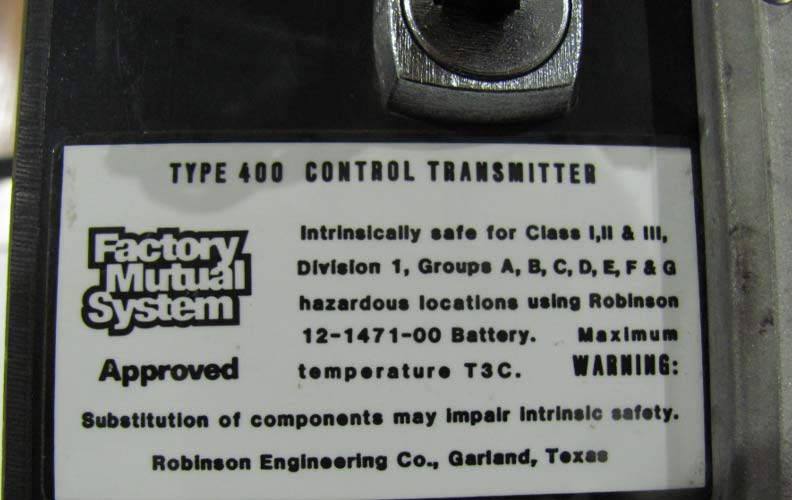 TYPE 400 CONTROL TRANSMITTER
Factory
Mutual
System
Approved
Intrinsically safe for Class I,II & III,
Division 1, Groups A, B, C, D, E, F & G
hazardous locations using Robinson
12-1471-00 Battery. Maximum
temperature T3C. WARNING:
Substitution of components may impair intrinsic safety.
Robinson Engineering Co., Garland, Texas